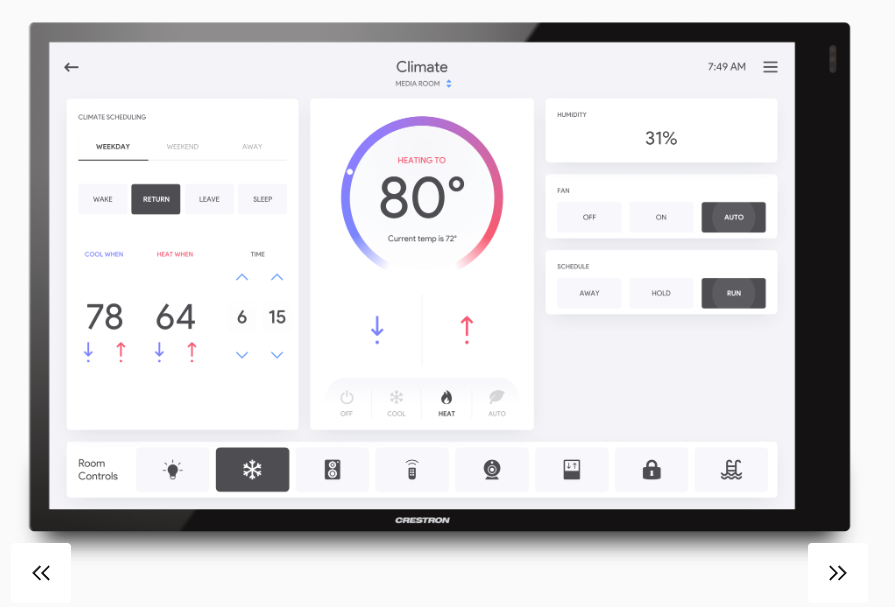 Climate
MEDIA ROOM
7:49 AM
CLIMATE SCHEDULING
WEEKDAY WEEKEND AWAY
WAKE RETURN LEAVE SLEEP
COOL WHEN HEAT WHEN TIME
78 64 6 15
HEATING TO
80°
Current temp is 72°
OFF COOL HEAT AUTO
HUMIDITY
31%
FAN
OFF ON AUTO
SCHEDULE
AWAY HOLD RUN
Room
Controls
CRESTRON